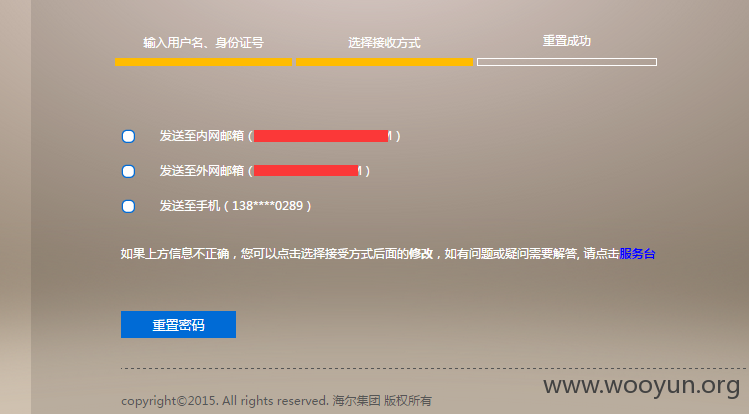 输入用户名、身份证号 选择接收方式 重置成功
发送至内网邮箱（ ）
发送至外网邮箱（ ）
发送至手机（138****0289）
如果上方信息不正确，您可以点击选择接受方式后面的修改，如有问题或疑问需要解答, 请点击服务台
重置密码
www.wooyun.org
copyright©2015. All rights reserved. 海尔集团 版权所有